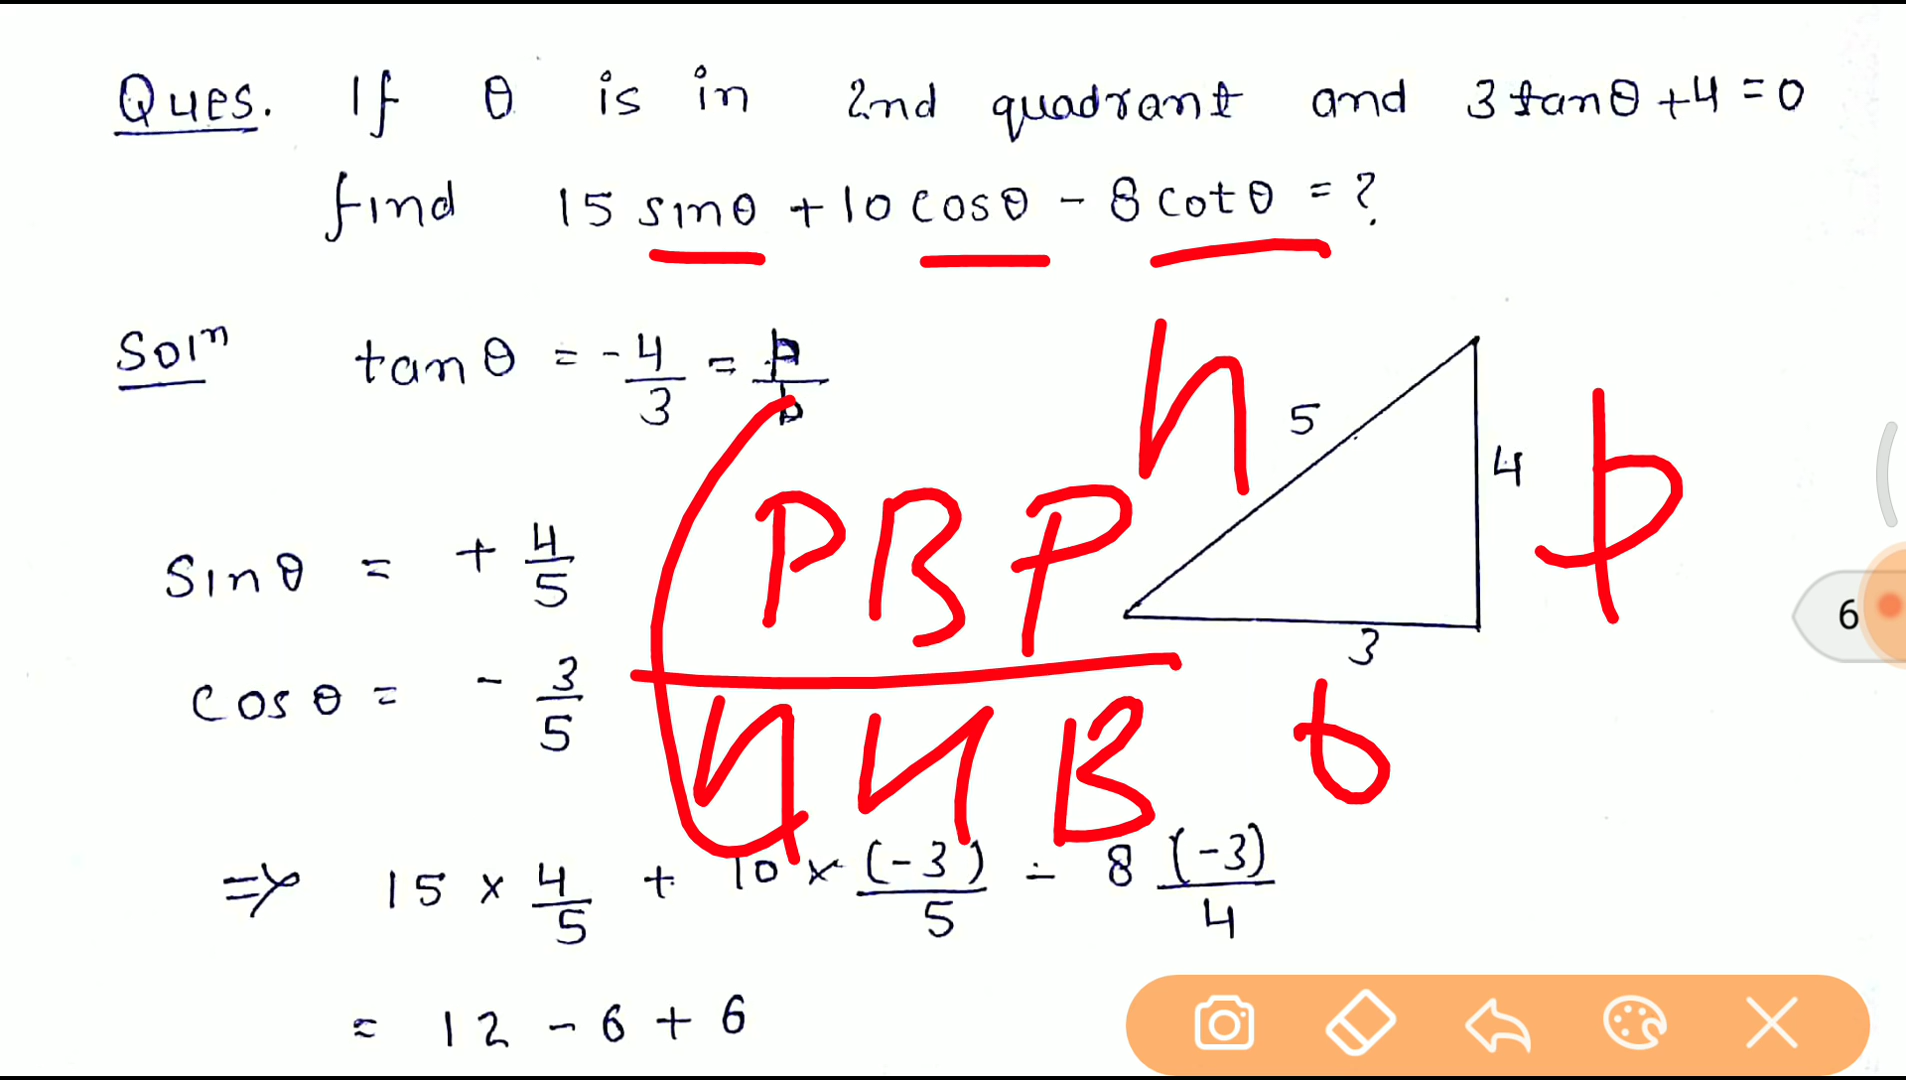 Ques. If θ is in 2nd quadrant and 3 tanθ + 4 = 0
find 15 sinθ + 10 cosθ - 8 cotθ = ?
Solⁿ tan θ = -4/3 = p/b
h
5
4
p
3
b
PBP
HHB
sinθ = + 4/5
cosθ = - 3/5
⇒ 15 × 4/5 + 10 × (-3)/5 - 8 (-3)/4
= 12 - 6 + 6
6